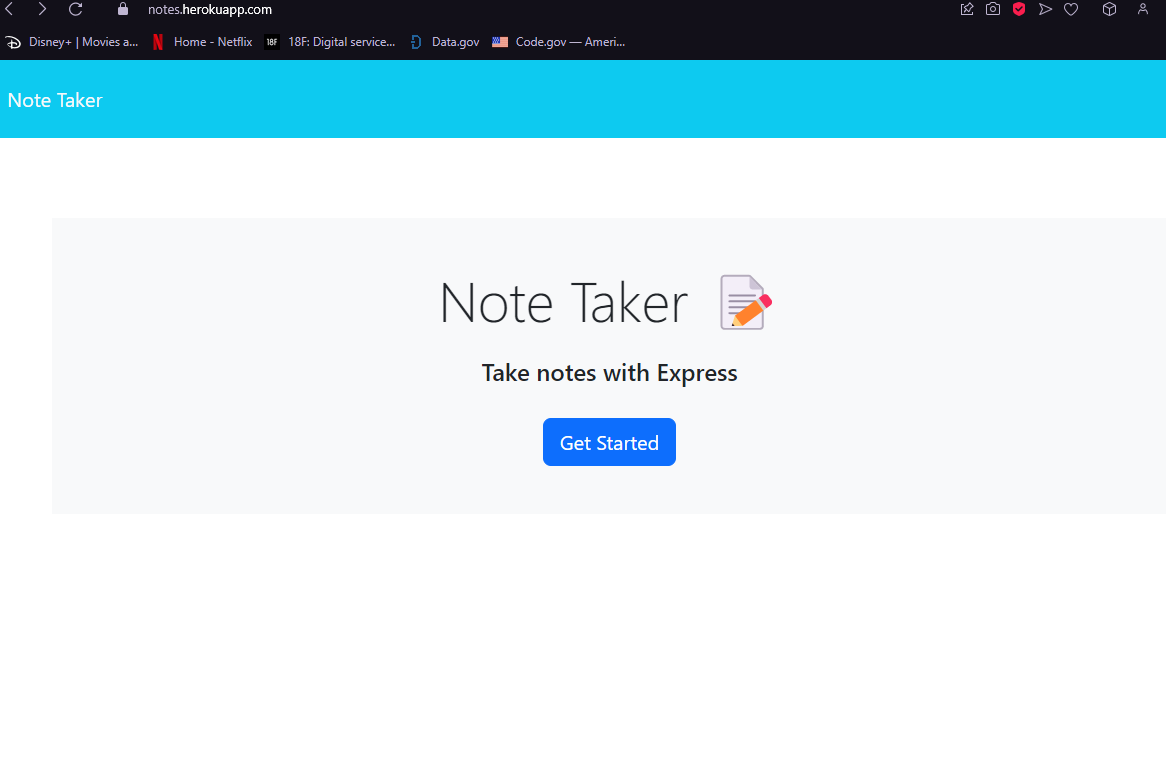 notes.herokuapp.com
Disney+ | Movies a... Home - Netflix 18F 18F: Digital service... Data.gov Code.gov — Ameri...
Note Taker
Note Taker
Take notes with Express
Get Started